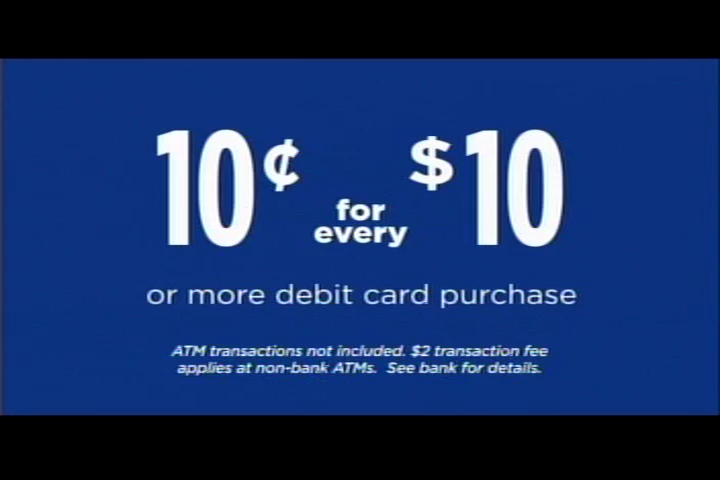 10¢ for every $10
or more debit card purchase
ATM transactions not included. $2 transaction fee
applies at non-bank ATMs. See bank for details.